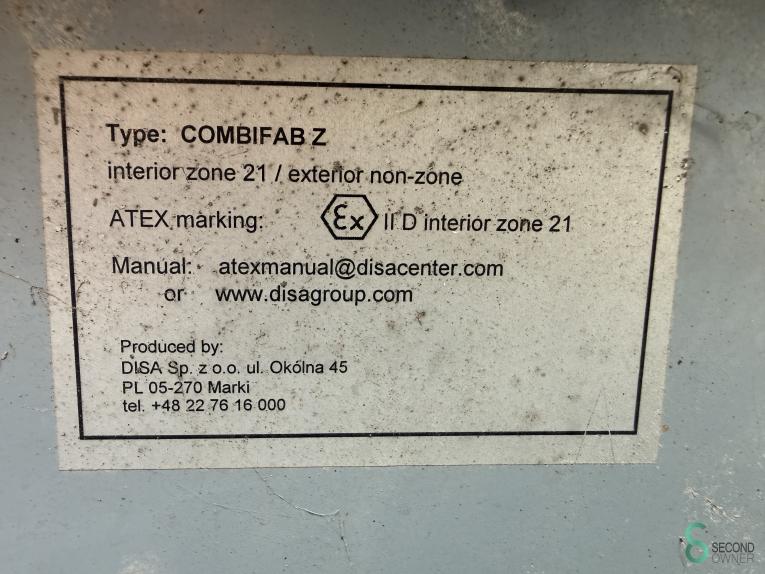 Type: COMBIFAB Z
interior zone 21 / exterior non-zone
ATEX marking: Ex II D interior zone 21
Manual: atexmanual@disacenter.com
or www.disagroup.com
Produced by:
DISA Sp. z o.o. ul. Okólna 45
PL 05-270 Marki
tel. +48 22 76 16 000
SECOND
OWNER